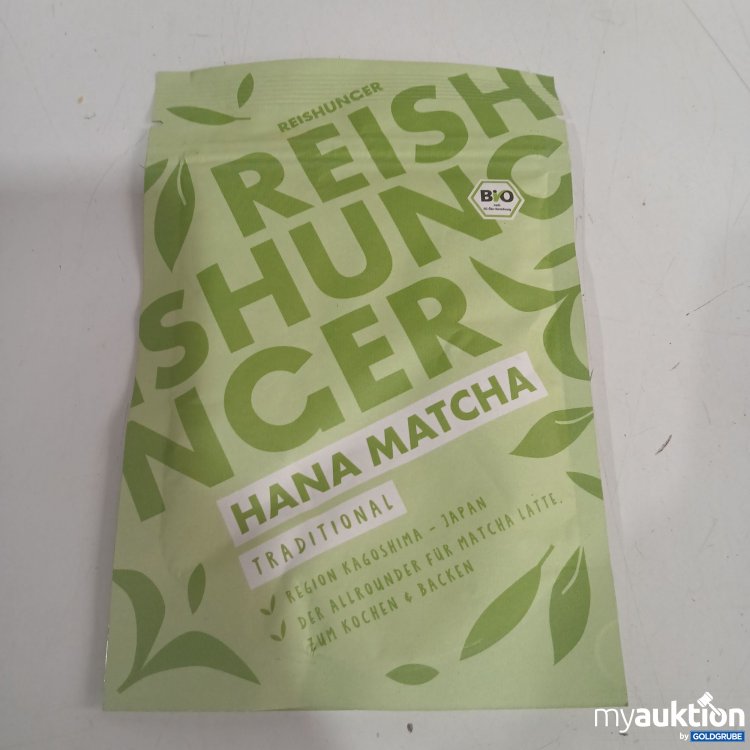 REISHUNGER
REISH
SHUNG
NGER
BIO
HANA MATCHA
TRADITIONAL
REGION KAGOSHIMA – JAPAN
DER ALLROUNDER FÜR MATCHA LATTE,
ZUM KOCHEN & BACKEN
myauktion
by GOLDGRUBE